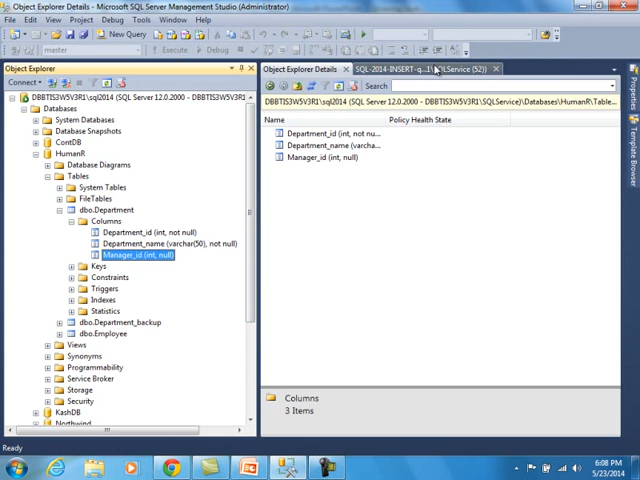 Object Explorer Details - Microsoft SQL Server Management Studio (Administrator)
File Edit View Project Debug Tools Window Help
New Query
master
Execute Debug
Object Explorer
Object Explorer Details
SQL-2014-INSERT-q...1\SQLService (52))
Connect
Search
DBBTIS3W5V3R1\sql2014 (SQL Server 12.0.2000 - DBBTIS3W5V3R1
DBBTIS3W5V3R1\sql2014 (SQL Server 12.0.2000 - DBBTIS3W5V3R1\SQLService)\Databases\HumanR\Table...
Databases
System Databases
Database Snapshots
ContDB
HumanR
Database Diagrams
Tables
System Tables
FileTables
dbo.Department
Columns
Department_id (int, not null)
Department_name (varchar(50), not null)
Manager_id (int, null)
Keys
Constraints
Triggers
Indexes
Statistics
dbo.Department_backup
dbo.Employee
Views
Synonyms
Programmability
Service Broker
Storage
Security
KashDB
Northwind
Name Policy Health State
Department_id (int, not nu...
Department_name (varcha...
Manager_id (int, null)
Columns
3 Items
Properties
Template Browser
Ready
6:08 PM
5/23/2014